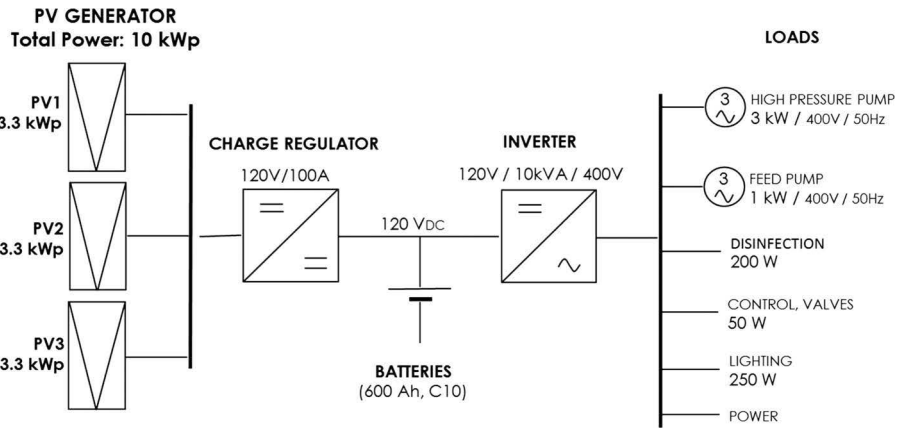 PV GENERATOR
Total Power: 10 kWp
LOADS
PV1
3.3 kWp
PV2
3.3 kWp
PV3
3.3 kWp
CHARGE REGULATOR
120V/100A
120 VDC
BATTERIES
(600 Ah, C10)
INVERTER
120V / 10kVA / 400V
3
HIGH PRESSURE PUMP
3 kW / 400V / 50Hz
3
FEED PUMP
1 kW / 400V / 50Hz
DISINFECTION
200 W
CONTROL, VALVES
50 W
LIGHTING
250 W
POWER